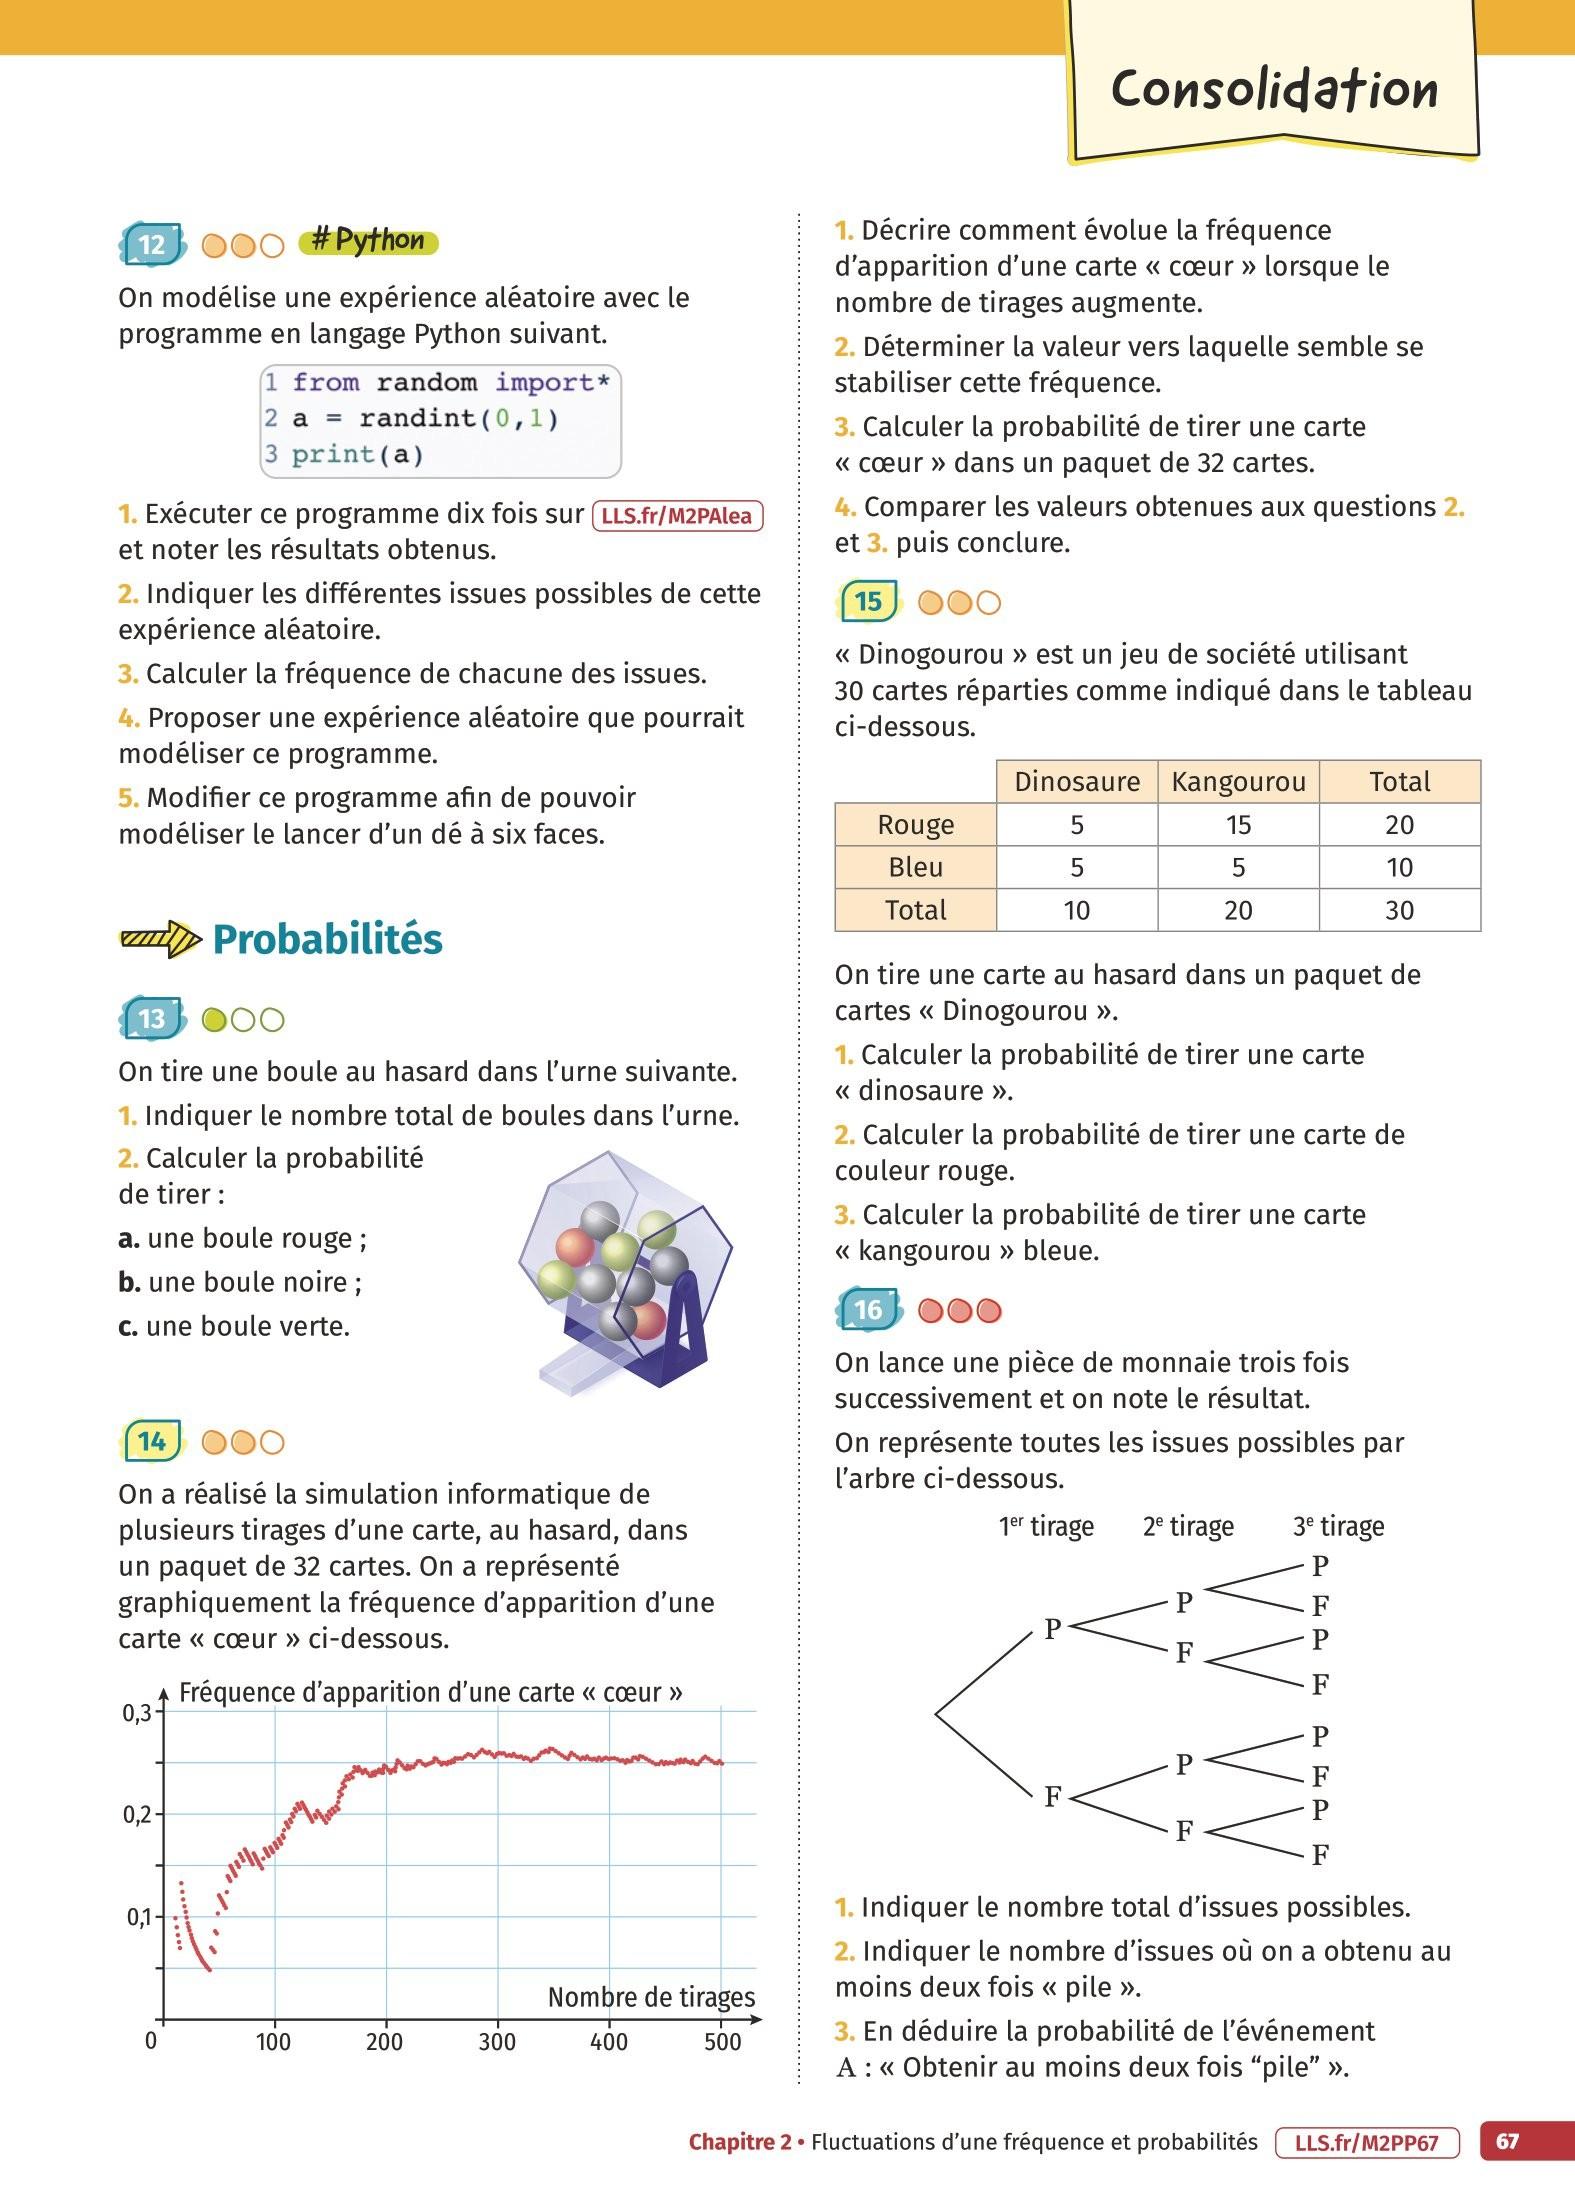 Consolidation
12 #Python
On modélise une expérience aléatoire avec le
programme en langage Python suivant.
1 from random import*
2 a = randint(0,1)
3 print(a)
1. Exécuter ce programme dix fois sur LLS.fr/M2PAlea
et noter les résultats obtenus.
2. Indiquer les différentes issues possibles de cette
expérience aléatoire.
3. Calculer la fréquence de chacune des issues.
4. Proposer une expérience aléatoire que pourrait
modéliser ce programme.
5. Modifier ce programme afin de pouvoir
modéliser le lancer d’un dé à six faces.
Probabilités
13
On tire une boule au hasard dans l’urne suivante.
1. Indiquer le nombre total de boules dans l’urne.
2. Calculer la probabilité
de tirer :
a. une boule rouge ;
b. une boule noire ;
c. une boule verte.
14
On a réalisé la simulation informatique de
plusieurs tirages d’une carte, au hasard, dans
un paquet de 32 cartes. On a représenté
graphiquement la fréquence d’apparition d’une
carte « cœur » ci-dessous.
Fréquence d’apparition d’une carte « cœur »
0,3
0,2
0,1
Nombre de tirages
0 100 200 300 400 500
1. Décrire comment évolue la fréquence
d’apparition d’une carte « cœur » lorsque le
nombre de tirages augmente.
2. Déterminer la valeur vers laquelle semble se
stabiliser cette fréquence.
3. Calculer la probabilité de tirer une carte
« cœur » dans un paquet de 32 cartes.
4. Comparer les valeurs obtenues aux questions 2.
et 3. puis conclure.
15
« Dinogourou » est un jeu de société utilisant
30 cartes réparties comme indiqué dans le tableau
ci-dessous.
Dinosaure Kangourou Total
Rouge 5 15 20
Bleu 5 5 10
Total 10 20 30
On tire une carte au hasard dans un paquet de
cartes « Dinogourou ».
1. Calculer la probabilité de tirer une carte
« dinosaure ».
2. Calculer la probabilité de tirer une carte de
couleur rouge.
3. Calculer la probabilité de tirer une carte
« kangourou » bleue.
16
On lance une pièce de monnaie trois fois
successivement et on note le résultat.
On représente toutes les issues possibles par
l’arbre ci-dessous.
1er tirage 2e tirage 3e tirage
P
P
F
P
P
F
F
P
P
F
F
P
F
F
1. Indiquer le nombre total d’issues possibles.
2. Indiquer le nombre d’issues où on a obtenu au
moins deux fois « pile ».
3. En déduire la probabilité de l’événement
A : « Obtenir au moins deux fois “pile” ».
Chapitre 2 • Fluctuations d’une fréquence et probabilités LLS.fr/M2PP67 67